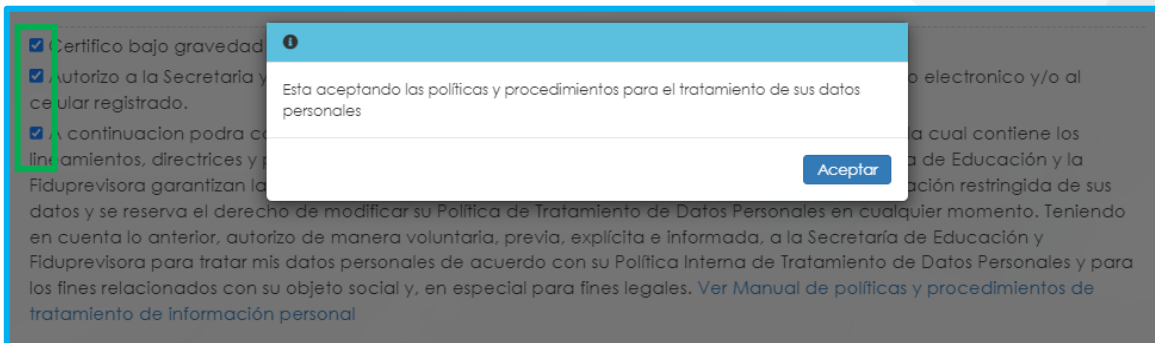 Certifico bajo gravedad
Autorizo a la Secretaria y
o electronico y/o al
celular registrado.
Esta aceptando las políticas y procedimientos para el tratamiento de sus datos
personales
A continuacion podra
la cual contiene los
lineamientos, directrices y
Aceptar
a de Educación y la
Fiduprevisora garantizan la
ación restringida de sus
datos y se reserva el derecho de modificar su Política de Tratamiento de Datos Personales en cualquier momento. Teniendo
en cuenta lo anterior, autorizo de manera voluntaria, previa, explícita e informada, a la Secretaría de Educación y
Fiduprevisora para tratar mis datos personales de acuerdo con su Política Interna de Tratamiento de Datos Personales y para
los fines relacionados con su objeto social y, en especial para fines legales. Ver Manual de políticas y procedimientos de
tratamiento de información personal